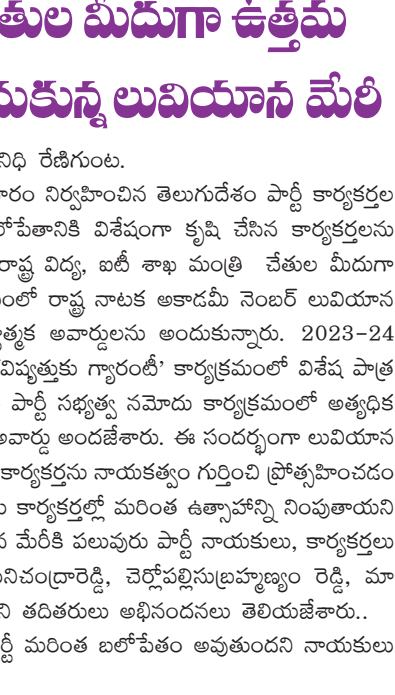 తుల మీదుగా ఉత్తమ
ముకున్న లువియాన మేరీ
నిధి రేణిగుంట.
ారం నిర్వహించిన తెలుగుదేశం పార్టీ కార్యకర్తల
లోపేతానికి విశేషంగా కృషి చేసిన కార్యకర్తలను
రాష్ట్ర విద్య, ఐటీ శాఖ మంత్రి చేతుల మీదుగా
ంలో రాష్ట్ర నాటక అకాడమీ నెంబర్ లువియాన
త్మక అవార్డులను అందుకున్నారు. 2023-24
విష్యత్తుకు గ్యారంటీ’ కార్యక్రమంలో విశేష పాత్ర
పార్టీ సభ్యత్వ నమోదు కార్యక్రమంలో అత్యధిక
అవార్డు అందజేశారు. ఈ సందర్భంగా లువియాన
కార్యకర్తను నాయకత్వం గుర్తించి ప్రోత్సహించడం
కార్యకర్తల్లో మరింత ఉత్సాహాన్ని నింపుతాయని
మేరీకి పలువురు పార్టీ నాయకులు, కార్యకర్తలు
నిచంద్రారెడ్డి, చెర్లోపల్లిసుబ్రహ్మణ్యం రెడ్డి, మా
ని తదితరులు అభినందనలు తెలియజేశారు..
ర్టీ మరింత బలోపేతం అవుతుందని నాయకులు